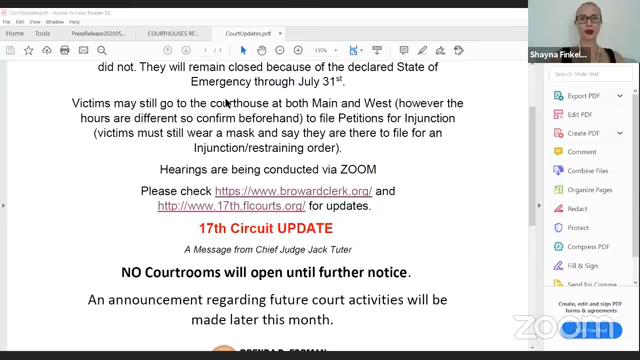 CourtUpdates.pdf - Adobe Acrobat Reader DC
File Edit View Window Help
Home Tools PressRelease202005... COURTHOUSES RE... CourtUpdates.pdf ×
1 / 1 135%
did not. They will remain closed because of the declared State of
Emergency through July 31st.
Victims may still go to the courthouse at both Main and West (however the
hours are different so confirm beforehand) to file Petitions for Injunction
(victims must still wear a mask and say they are there to file for an
Injunction/restraining order).
Hearings are being conducted via ZOOM
Please check https://www.browardclerk.org/ and
http://www.17th.flcourts.org/ for updates.
17th Circuit UPDATE
A Message from Chief Judge Jack Tuter
NO Courtrooms will open until further notice.
An announcement regarding future court activities will be
made later this month.
BRENDA D. FORMAN
Shayna Finkel...
Export PDF
Edit PDF
Create PDF
Comment
Combine Files
Organize Pages
Redact
Protect
Compress PDF
Fill & Sign
Send for Comme
Create, edit and sign PDF
forms & agreements
zoom